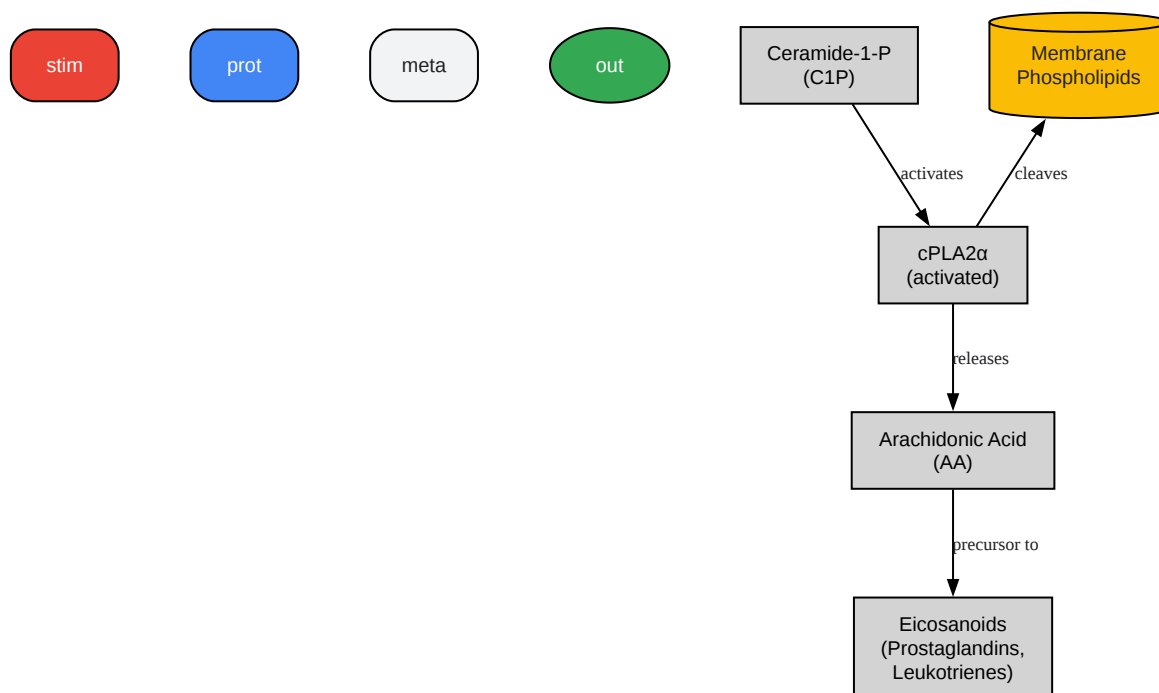 stim
prot
meta
out
Ceramide-1-P
(C1P)
Membrane
Phospholipids
activates
cleaves
cPLA2α
(activated)
releases
Arachidonic Acid
(AA)
precursor to
Eicosanoids
(Prostaglandins,
Leukotrienes)